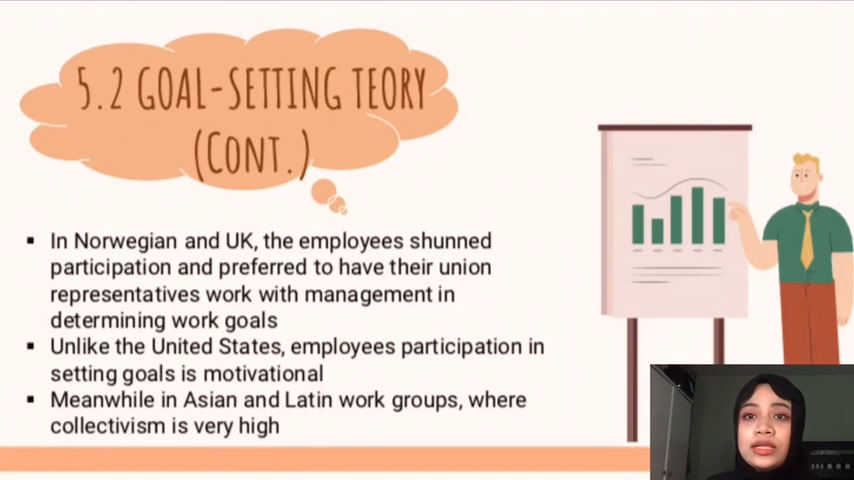 5.2 GOAL-SETTING TEORY
(CONT.)
▪ In Norwegian and UK, the employees shunned
participation and preferred to have their union
representatives work with management in
determining work goals
▪ Unlike the United States, employees participation in
setting goals is motivational
▪ Meanwhile in Asian and Latin work groups, where
collectivism is very high